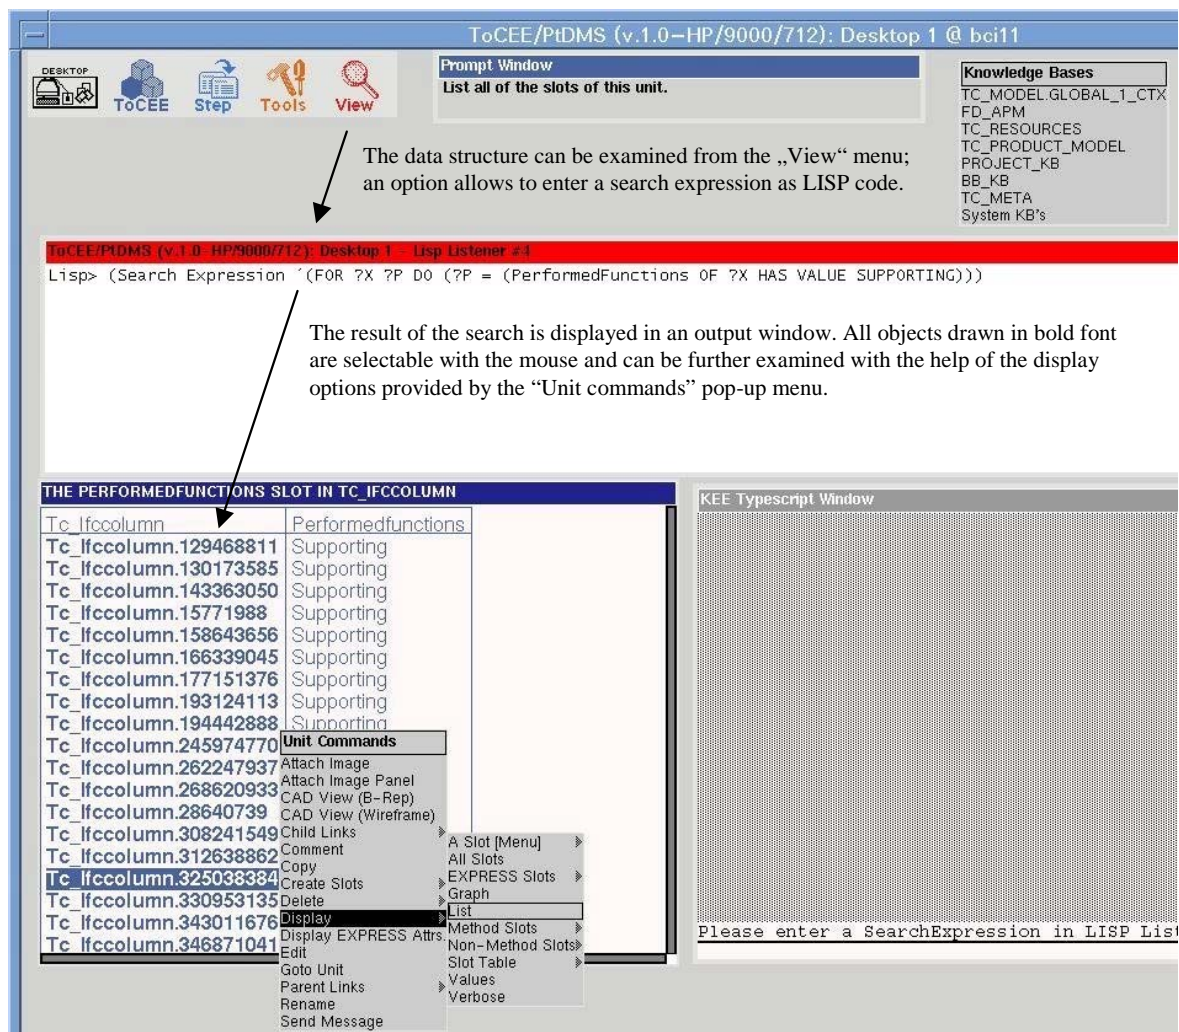 ToCEE/PtDMS (v.1.0-HP/9000/712): Desktop 1 @ bci11
DESKTOP
ToCEE
Step
Tools
View
Prompt Window
List all of the slots of this unit.
Knowledge Bases
TC_MODEL.GLOBAL_1_CTX
FD_APM
TC_RESOURCES
TC_PRODUCT_MODEL
PROJECT_KB
BB_KB
TC_META
System KB's
The data structure can be examined from the „View“ menu;
an option allows to enter a search expression as LISP code.
ToCEE/PtDMS (v.1.0-HP/9000/712): Desktop 1 - Lisp Listener #4
Lisp> (Search Expression ´(FOR ?X ?P DO (?P = (PerformedFunctions OF ?X HAS VALUE SUPPORTING)))
The result of the search is displayed in an output window. All objects drawn in bold font
are selectable with the mouse and can be further examined with the help of the display
options provided by the “Unit commands” pop-up menu.
THE PERFORMEDFUNCTIONS SLOT IN TC_IFCCOLUMN
Tc_Ifccolumn Performedfunctions
Tc_Ifccolumn.129468811 Supporting
Tc_Ifccolumn.130173585 Supporting
Tc_Ifccolumn.143363050 Supporting
Tc_Ifccolumn.15771988 Supporting
Tc_Ifccolumn.158643656 Supporting
Tc_Ifccolumn.166339045 Supporting
Tc_Ifccolumn.177151376 Supporting
Tc_Ifccolumn.193124113 Supporting
Tc_Ifccolumn.194442888 Supporting
Tc_Ifccolumn.245974770
Tc_Ifccolumn.262247937
Tc_Ifccolumn.268620933
Tc_Ifccolumn.28640739
Tc_Ifccolumn.308241549
Tc_Ifccolumn.312638862
Tc_Ifccolumn.325038384
Tc_Ifccolumn.330953135
Tc_Ifccolumn.343011676
Tc_Ifccolumn.346871041
Unit Commands
Attach Image
Attach Image Panel
CAD View (B-Rep)
CAD View (Wireframe)
Child Links
Comment
Copy
Create Slots
Delete
Display
Display EXPRESS Attrs.
Edit
Goto Unit
Parent Links
Rename
Send Message
A Slot [Menu]
All Slots
EXPRESS Slots
Graph
List
Method Slots
Non-Method Slots
Slot Table
Values
Verbose
KEE Typescript Window
Please enter a SearchExpression in LISP List